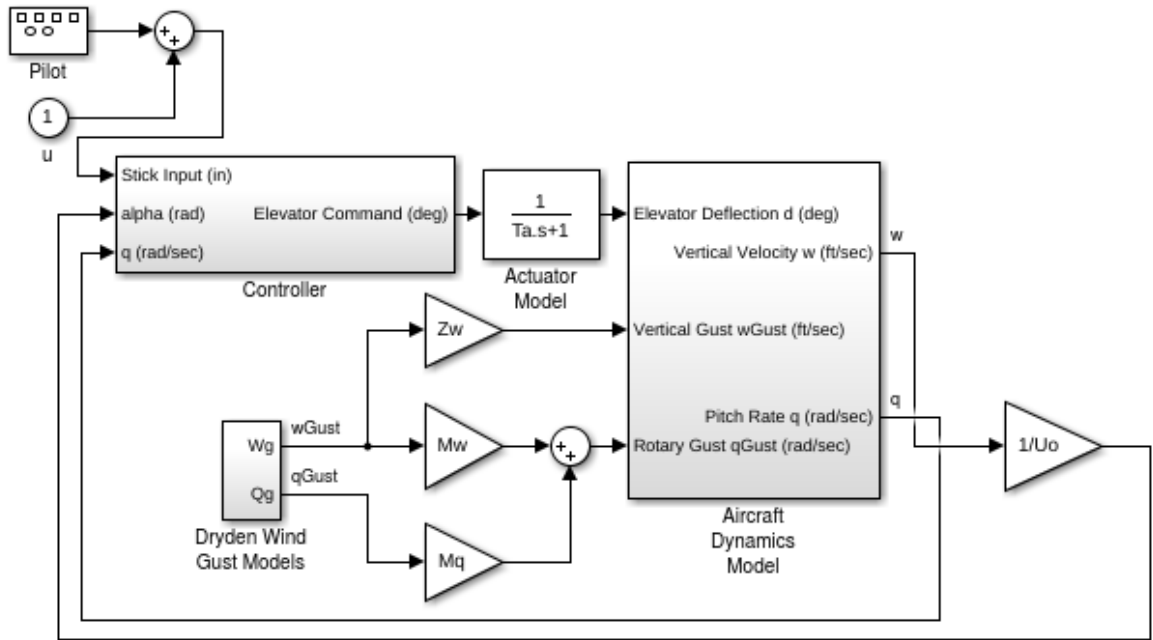 Pilot
1
u
Stick Input (in)
alpha (rad)
Elevator Command (deg)
q (rad/sec)
Controller
1
Ta.s+1
Actuator
Model
Elevator Deflection d (deg)
Vertical Velocity w (ft/sec)
Vertical Gust wGust (ft/sec)
Pitch Rate q (rad/sec)
Rotary Gust qGust (rad/sec)
Aircraft
Dynamics
Model
w
q
1/Uo
Zw
Mw
Mq
Wg
Qg
wGust
qGust
Dryden Wind
Gust Models